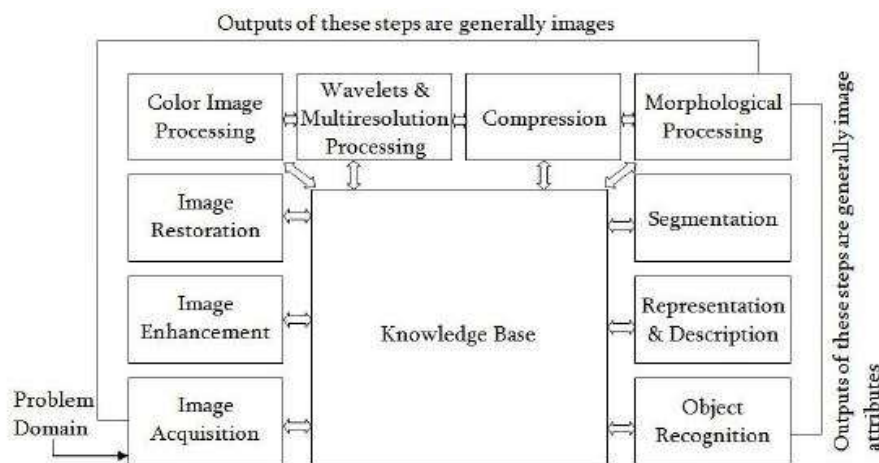 Outputs of these steps are generally images
Color Image
Processing
Wavelets &
Multiresolution
Processing
Compression
Morphological
Processing
Image
Restoration
Segmentation
Image
Enhancement
Knowledge Base
Representation
& Description
Problem
Domain
Image
Acquisition
Object
Recognition
Outputs of these steps are generally image
attributes